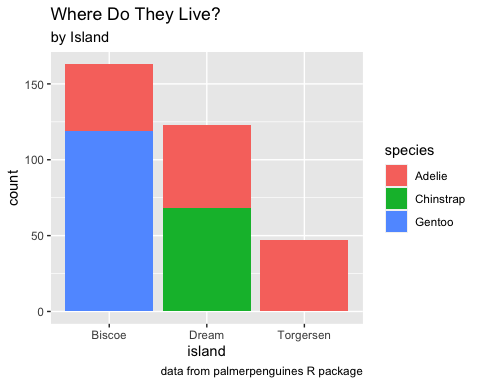 Where Do They Live?
by Island
count
150
100
50
0
Biscoe Dream Torgersen
island
species
Adelie
Chinstrap
Gentoo
data from palmerpenguines R package